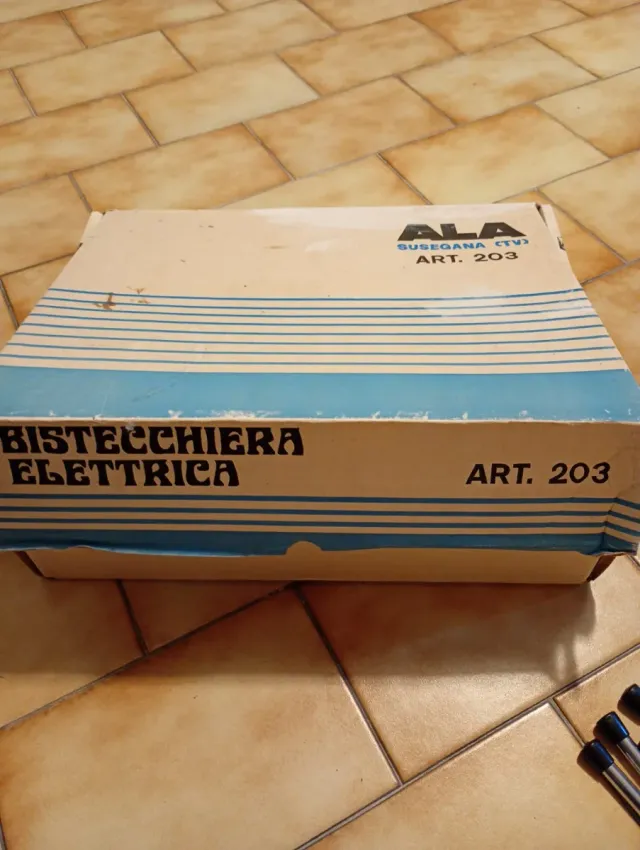 ALA
SUSEGANA (TV)
ART. 203
BISTECCHIERA
ELETTRICA
ART. 203